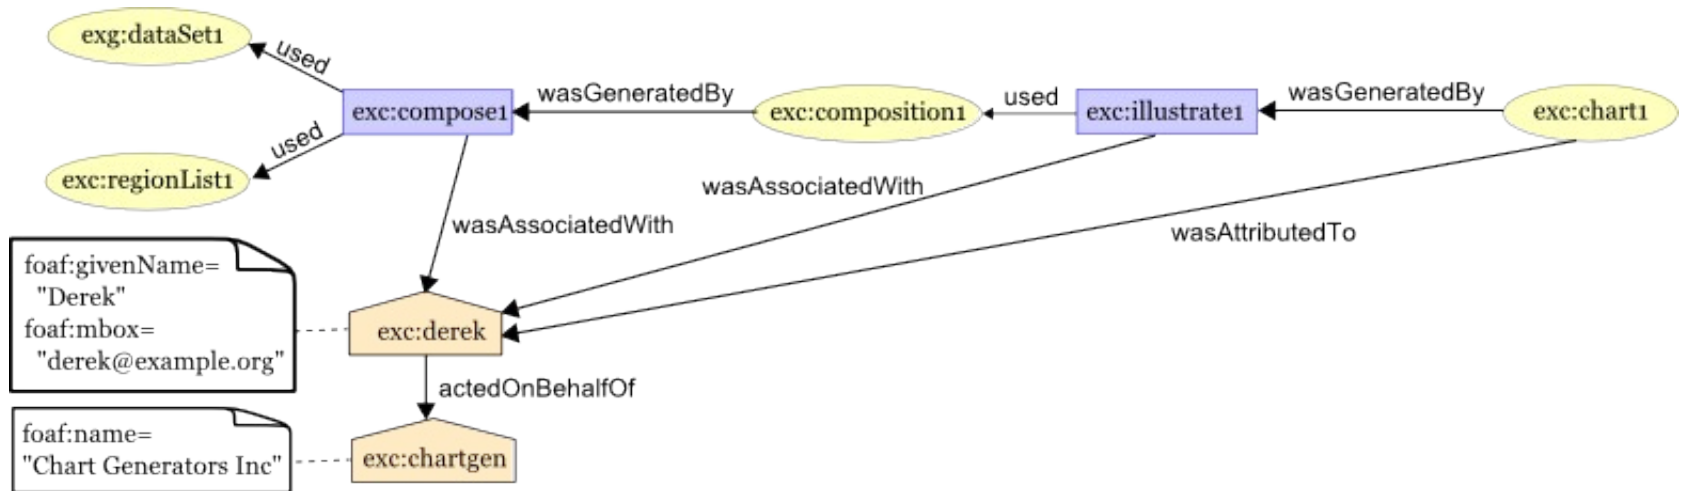 exg:dataSet1
used
exc:compose1
wasGeneratedBy
exc:composition1
used
exc:illustrate1
wasGeneratedBy
exc:chart1
used
exc:regionList1
wasAssociatedWith
wasAssociatedWith
wasAttributedTo
foaf:givenName=
"Derek"
foaf:mbox=
"derek@example.org"
exc:derek
actedOnBehalfOf
foaf:name=
"Chart Generators Inc"
exc:chartgen